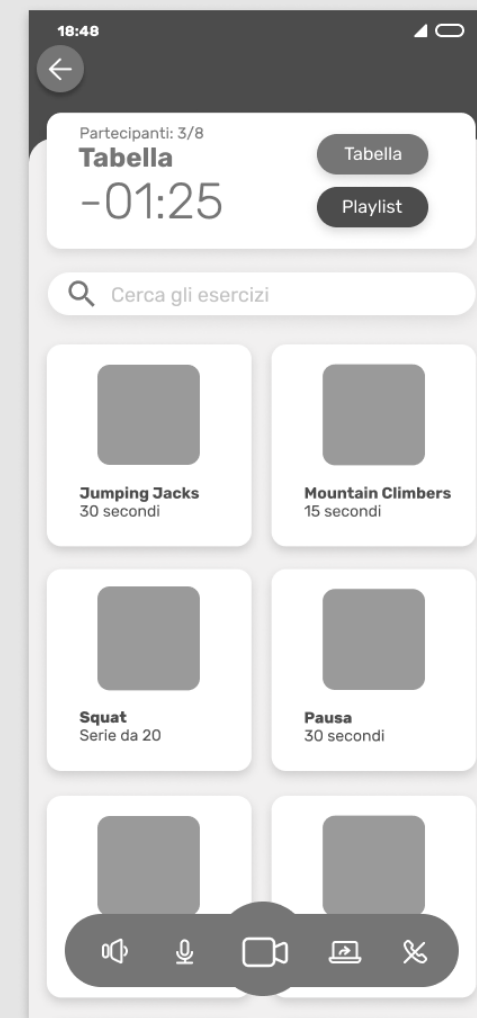 18:48
Partecipanti: 3/8
Tabella
-01:25
Tabella
Playlist
Cerca gli esercizi
Jumping Jacks
30 secondi
Mountain Climbers
15 secondi
Squat
Serie da 20
Pausa
30 secondi